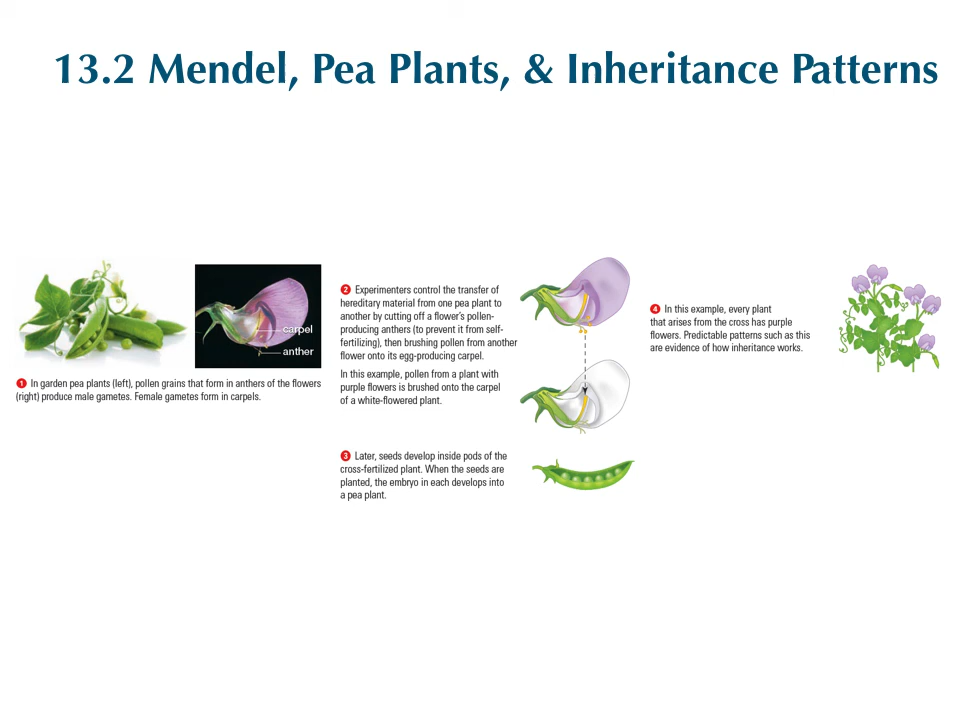 13.2 Mendel, Pea Plants, & Inheritance Patterns
carpel
anther
1 In garden pea plants (left), pollen grains that form in anthers of the flowers
(right) produce male gametes. Female gametes form in carpels.
2 Experimenters control the transfer of
hereditary material from one pea plant to
another by cutting off a flower's pollen-
producing anthers (to prevent it from self-
fertilizing), then brushing pollen from another
flower onto its egg-producing carpel.
In this example, pollen from a plant with
purple flowers is brushed onto the carpel
of a white-flowered plant.
3 Later, seeds develop inside pods of the
cross-fertilized plant. When the seeds are
planted, the embryo in each develops into
a pea plant.
4 In this example, every plant
that arises from the cross has purple
flowers. Predictable patterns such as this
are evidence of how inheritance works.